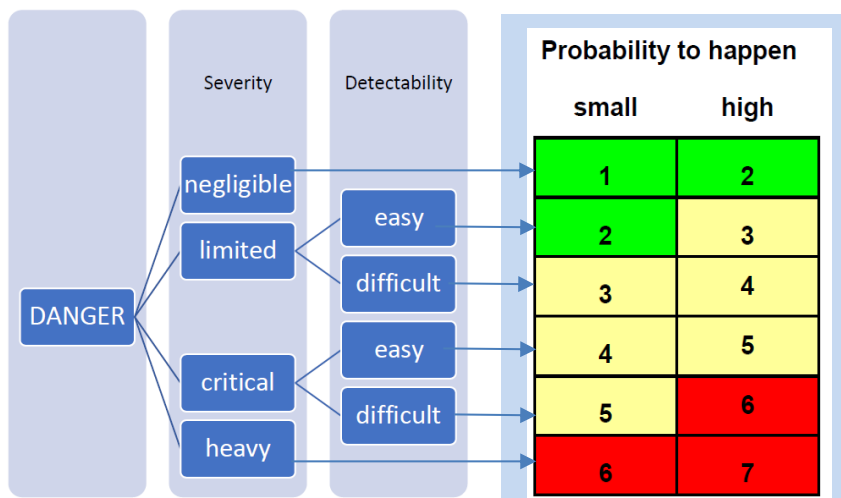 Severity
Detectability
Probability to happen
small high
negligible
1 2
easy
2 3
limited
difficult
3 4
DANGER
easy
4 5
critical
difficult
5 6
heavy
6 7